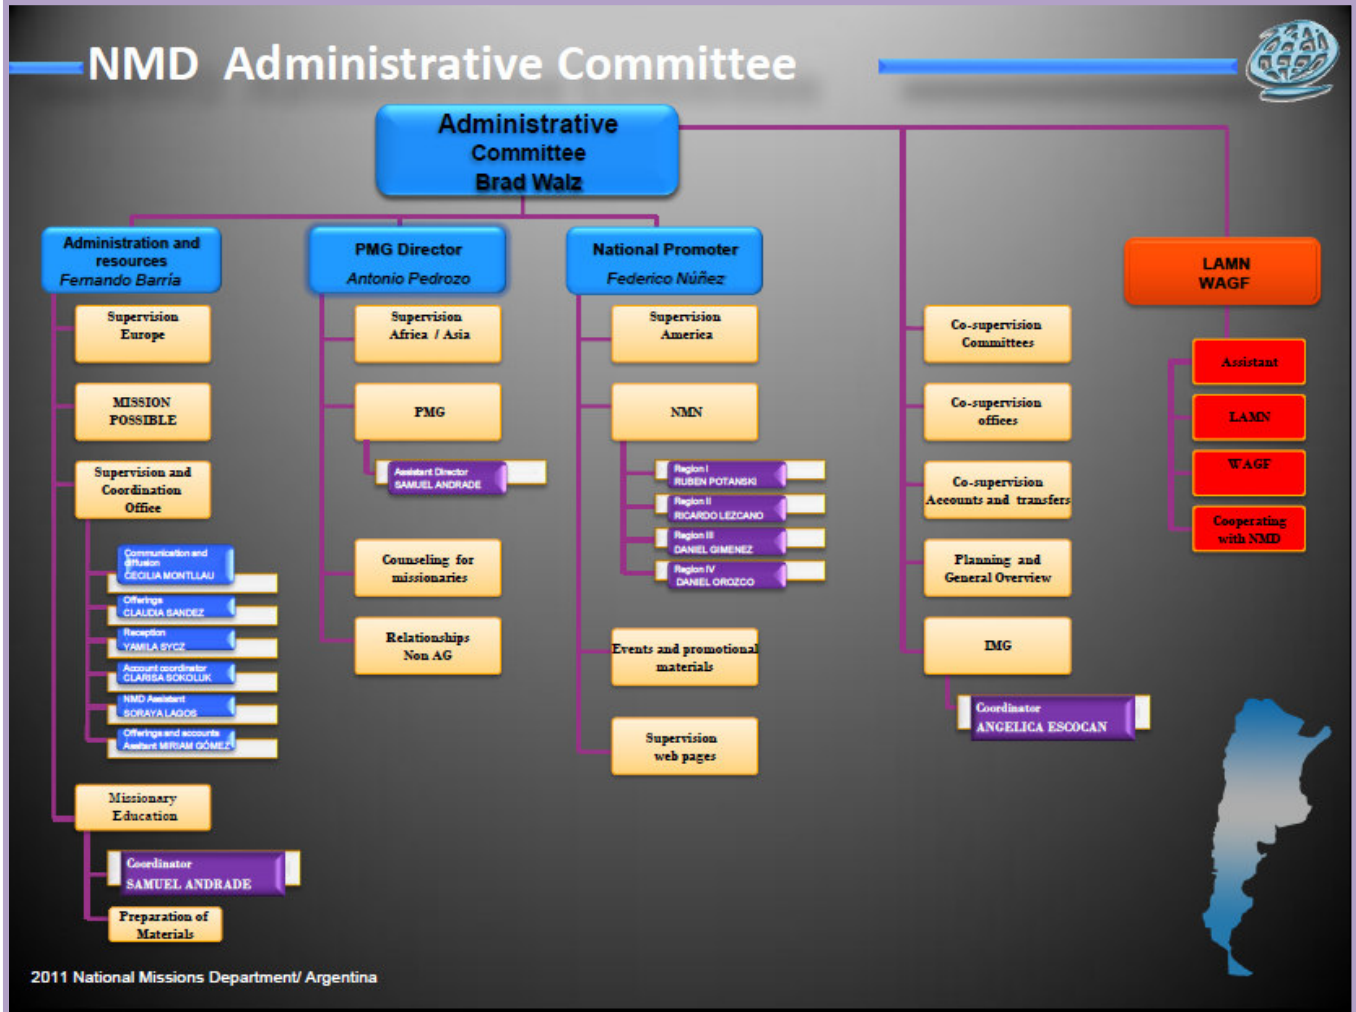 NMD Administrative Committee
Administrative
Committee
Brad Walz
Administration and
resources
Fernando Barría
PMG Director
Antonio Pedrozo
National Promoter
Federico Núñez
LAMN
WAGF
Supervision
Europe
MISSION
POSSIBLE
Supervision and
Coordination
Office
Communication and
diffusion
CECILIA MONTLLAU
Offerings
CLAUDIA SANDEZ
Reception
YAMILA SYCZ
Account coordinator
CLARISA SOKOLUK
NMD Assistant
SORAYA LAGOS
Offerings and accounts
Assitant MIRIAM GÓMEZ
Missionary
Education
Coordinator
SAMUEL ANDRADE
Preparation of
Materials
Supervision
Africa / Asia
PMG
Assistant Director
SAMUEL ANDRADE
Counseling for
missionaries
Relationships
Non AG
Supervision
America
NMN
Region I
RUBEN POTANSKI
Region II
RICARDO LEZCANO
Region III
DANIEL GIMENEZ
Region IV
DANIEL OROZCO
Events and promotional
materials
Supervision
web pages
Co-supervision
Committees
Co-supervision
offices
Co-supervision
Accounts and transfers
Planning and
General Overview
IMG
Coordinator
ANGELICA ESCOCAN
Assistant
LAMN
WAGF
Cooperating
with NMD
2011 National Missions Department/ Argentina